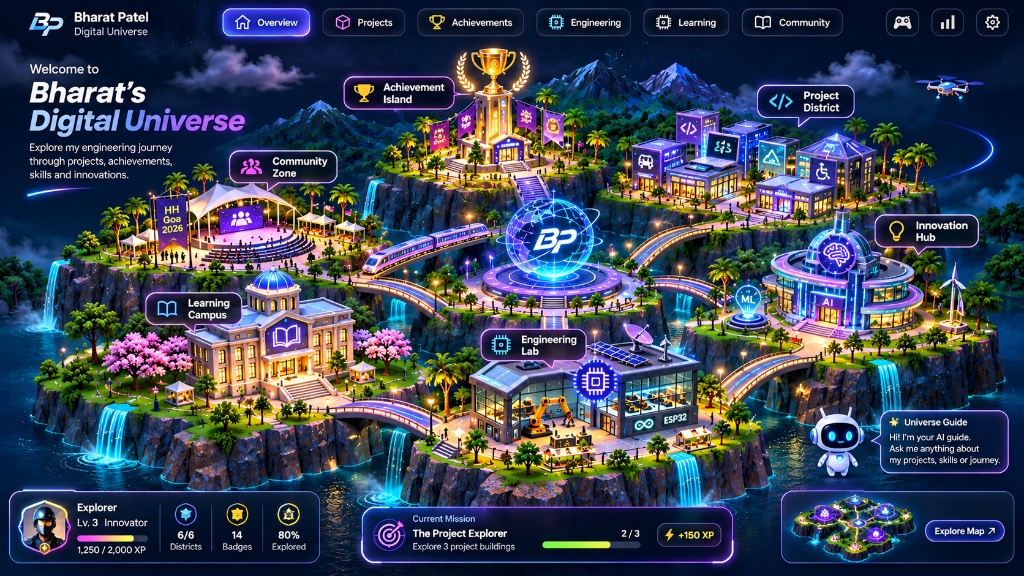 BP
Bharat Patel
Digital Universe
Overview
Projects
Achievements
Engineering
Learning
Community
Welcome to
Bharat's
Digital Universe
Explore my engineering journey
through projects, achievements,
skills and innovations.
Achievement
Island
Project
District
</>
Community
Zone
HH
Goa
2026
BP
Innovation
Hub
ML
AI
Learning
Campus
Engineering
Lab
ESP32
Universe Guide
Hi! I'm your AI guide.
Ask me anything about
my projects, skills or journey.
Explorer
Lv. 3 Innovator
1,250 / 2,000 XP
6/6
Districts
14
Badges
80%
Explored
Current Mission
The Project Explorer
Explore 3 project buildings
2 / 3
+150 XP
Explore Map ↗